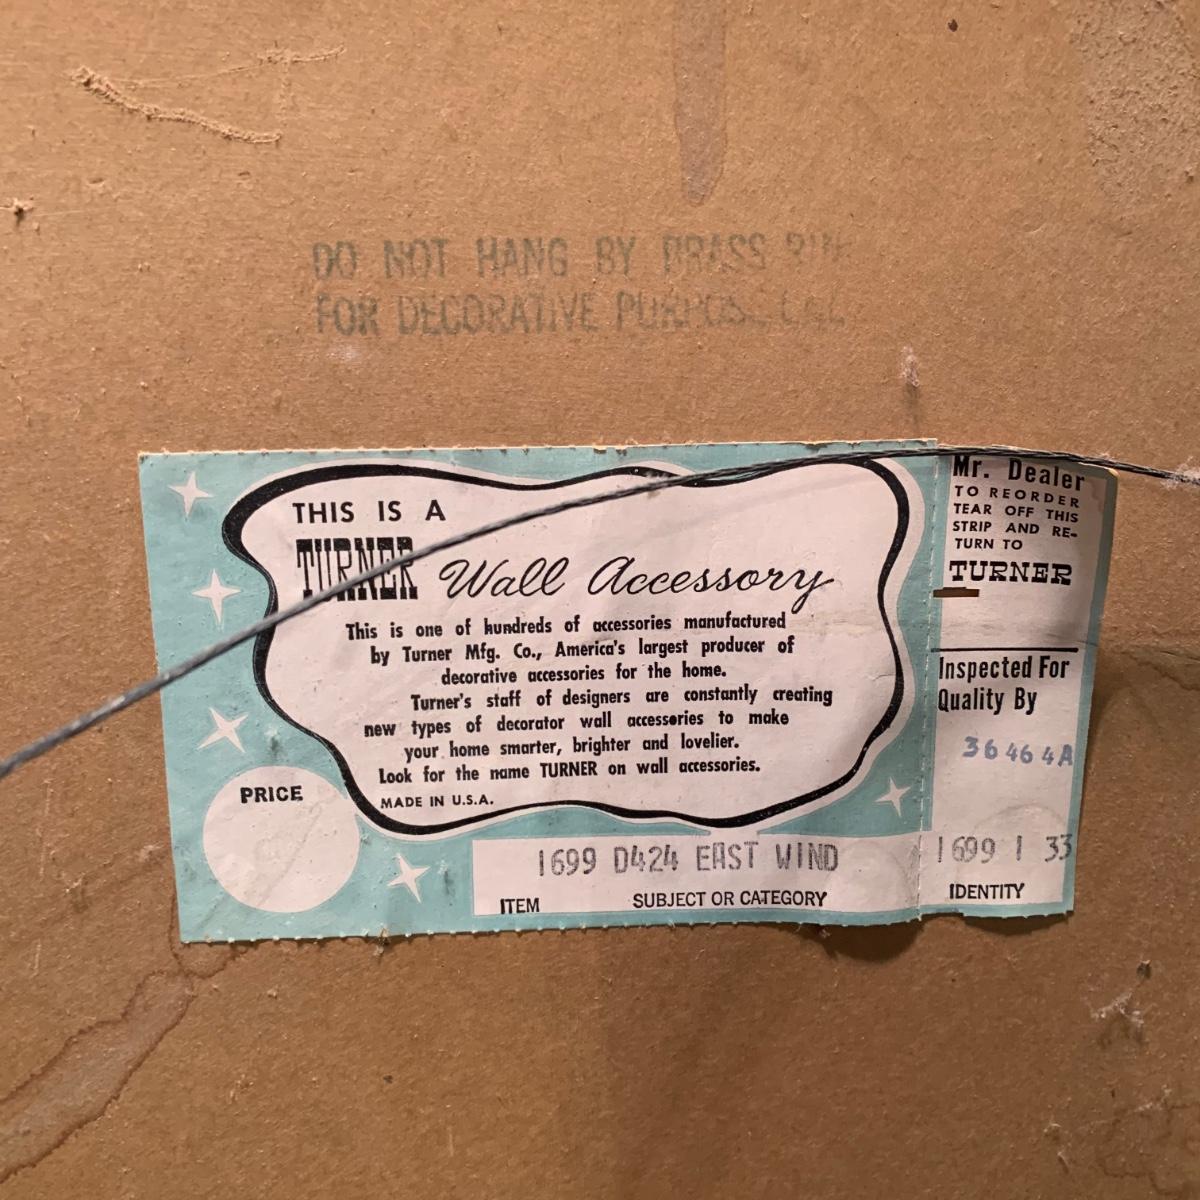 DO NOT HANG BY BRASS
FOR DECORATIVE PURPOSE
THIS IS A
TURNER Wall Accessory
This is one of hundreds of accessories manufactured
by Turner Mfg. Co., America's largest producer of
decorative accessories for the home.
Turner's staff of designers are constantly creating
new types of decorator wall accessories to make
your home smarter, brighter and lovelier.
Look for the name TURNER on wall accessories.
MADE IN U.S.A.
PRICE
1699 D424 EAST WIND
ITEM SUBJECT OR CATEGORY
Mr. Dealer
TO REORDER
TEAR OFF THIS
STRIP AND RE-
TURN TO
TURNER
Inspected For
Quality By
36464A
1699 1 33
IDENTITY